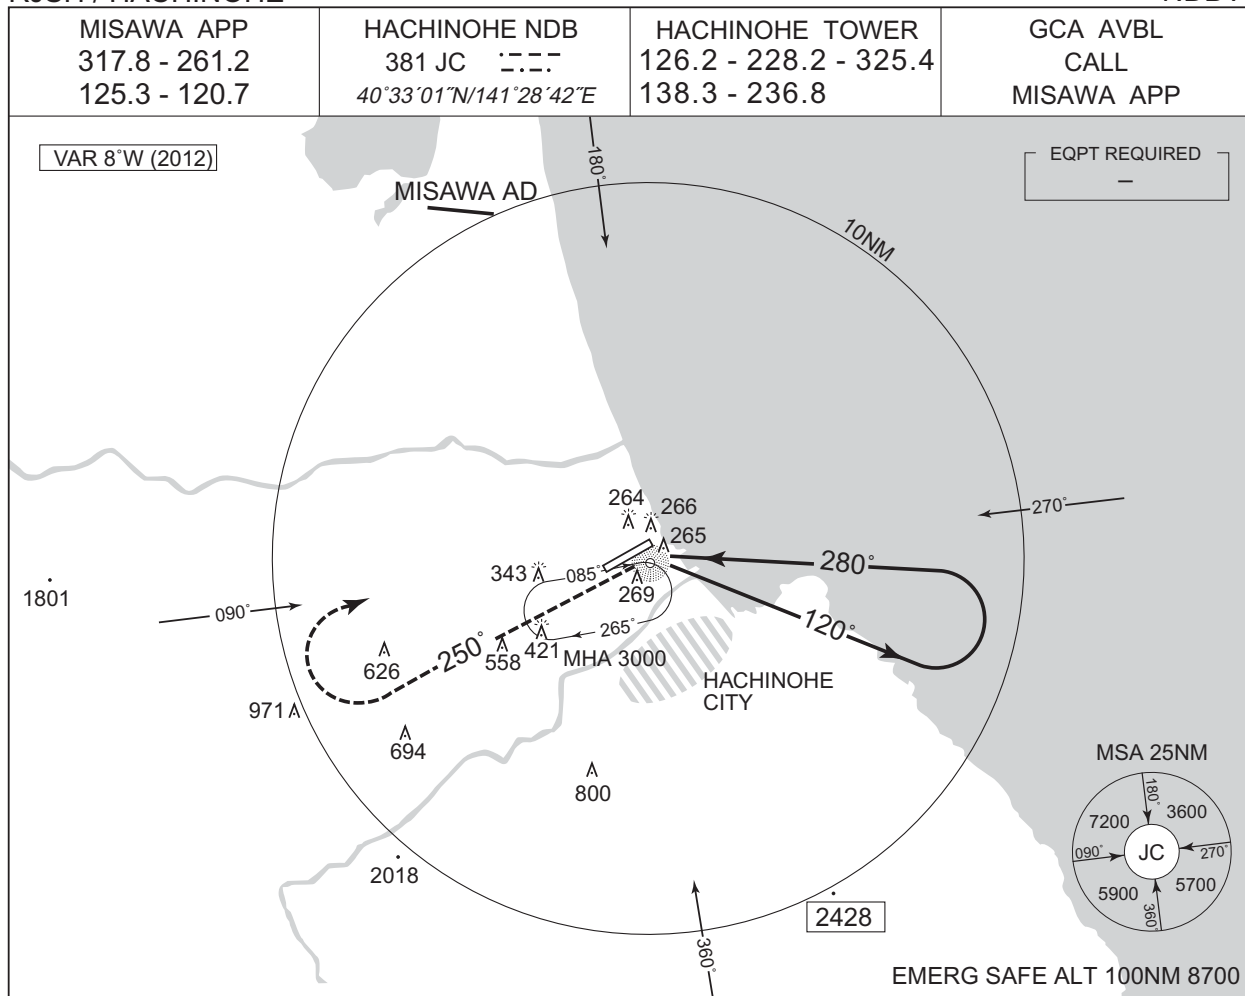 MISAWA APP
317.8 - 261.2
125.3 - 120.7
HACHINOHE NDB
381 JC
40°33´01˝N/141°28´42˝E
HACHINOHE TOWER
126.2 - 228.2 - 325.4
138.3 - 236.8
GCA AVBL
CALL
MISAWA APP
VAR 8°W (2012)
EQPT REQUIRED
–
180°
MISAWA AD
10NM
270°
264
266
265
280°
343
085°
269
1801
090°
120°
265°
250°
558
421
MHA 3000
626
HACHINOHE
CITY
971
694
800
MSA 25NM
180°
7200
3600
090°
JC
270°
5900
5700
360°
2018
2428
360°
EMERG SAFE ALT 100NM 8700